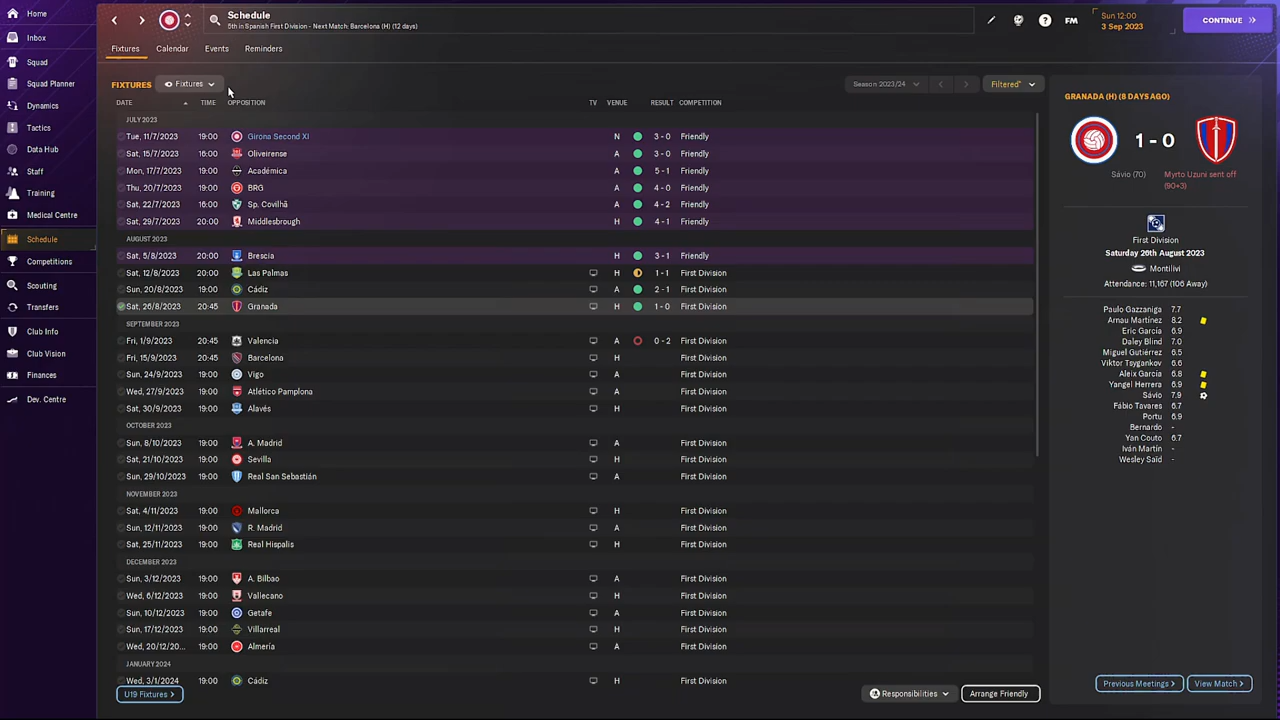 Home
Inbox
Squad
Squad Planner
Dynamics
Tactics
Data Hub
Staff
Training
Medical Centre
Schedule
Competitions
Scouting
Transfers
Club Info
Club Vision
Finances
Dev. Centre
Schedule
5th in Spanish First Division - Next Match: Barcelona (H) (12 days)
FM
Sun 12:00
3 Sep 2023
CONTINUE
Fixtures Calendar Events Reminders
FIXTURES Fixtures Season 2023/24 Filtered*
DATE TIME OPPOSITION TV VENUE RESULT COMPETITION
JULY 2023
Tue, 11/7/2023 19:00 Girona Second XI N 3 - 0 Friendly
Sat, 15/7/2023 16:00 Oliveirense A 3 - 0 Friendly
Mon, 17/7/2023 19:00 Académica A 5 - 1 Friendly
Thu, 20/7/2023 19:00 BRG A 4 - 0 Friendly
Sat, 22/7/2023 16:00 Sp. Covilhã A 4 - 2 Friendly
Sat, 29/7/2023 20:00 Middlesbrough H 4 - 1 Friendly
AUGUST 2023
Sat, 5/8/2023 20:00 Brescia H 3 - 1 Friendly
Sat, 12/8/2023 20:00 Las Palmas H 1 - 1 First Division
Sun, 20/8/2023 19:00 Cádiz A 2 - 1 First Division
Sat, 26/8/2023 20:45 Granada H 1 - 0 First Division
SEPTEMBER 2023
Fri, 1/9/2023 20:45 Valencia A 0 - 2 First Division
Fri, 15/9/2023 20:45 Barcelona H First Division
Sun, 24/9/2023 19:00 Vigo A First Division
Wed, 27/9/2023 19:00 Atlético Pamplona A First Division
Sat, 30/9/2023 19:00 Alavés H First Division
OCTOBER 2023
Sun, 8/10/2023 19:00 A. Madrid A First Division
Sat, 21/10/2023 19:00 Sevilla H First Division
Sun, 29/10/2023 19:00 Real San Sebastián A First Division
NOVEMBER 2023
Sat, 4/11/2023 19:00 Mallorca H First Division
Sun, 12/11/2023 19:00 R. Madrid A First Division
Sat, 25/11/2023 19:00 Real Hispalis H First Division
DECEMBER 2023
Sun, 3/12/2023 19:00 A. Bilbao A First Division
Wed, 6/12/2023 19:00 Vallecano H First Division
Sun, 10/12/2023 19:00 Getafe A First Division
Sun, 17/12/2023 19:00 Villarreal H First Division
Wed, 20/12/20... 19:00 Almería A First Division
JANUARY 2024
Wed, 3/1/2024 19:00 Cádiz H First Division
U19 Fixtures Responsibilities Arrange Friendly
GRANADA (H) (8 DAYS AGO)
1 - 0
Sávio (70) Myrto Uzuni sent off
(90+3)
First Division
Saturday 26th August 2023
Montilivi
Attendance: 11,167 (106 Away)
Paulo Gazzaniga 7.7
Arnau Martínez 8.2
Eric García 6.9
Daley Blind 7.0
Miguel Gutiérrez 6.5
Viktor Tsygankov 6.6
Aleix García 6.8
Yangel Herrera 6.9
Sávio 7.9
Fábio Tavares 6.7
Portu 6.9
Bernardo -
Yan Couto 6.7
Iván Martín -
Wesley Saïd -
Previous Meetings View Match